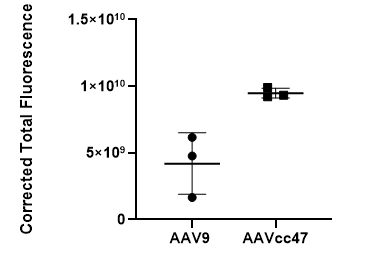 Corrected Total Fluorescence
1.5×10¹⁰
1×10¹⁰
5×10⁹
0
AAV9
AAVcc47